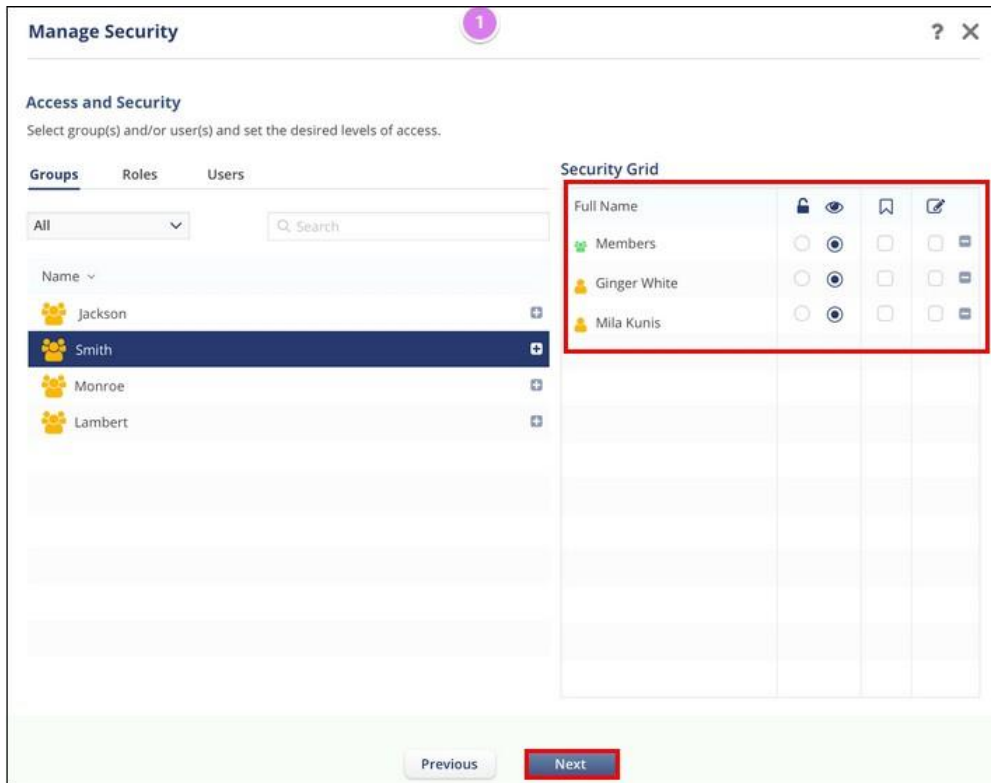 Manage Security
1
?
Access and Security
Select group(s) and/or user(s) and set the desired levels of access.
Groups Roles Users
All
Search
Name
Jackson
Smith
Monroe
Lambert
Security Grid
Full Name
Members
Ginger White
Mila Kunis
Previous Next